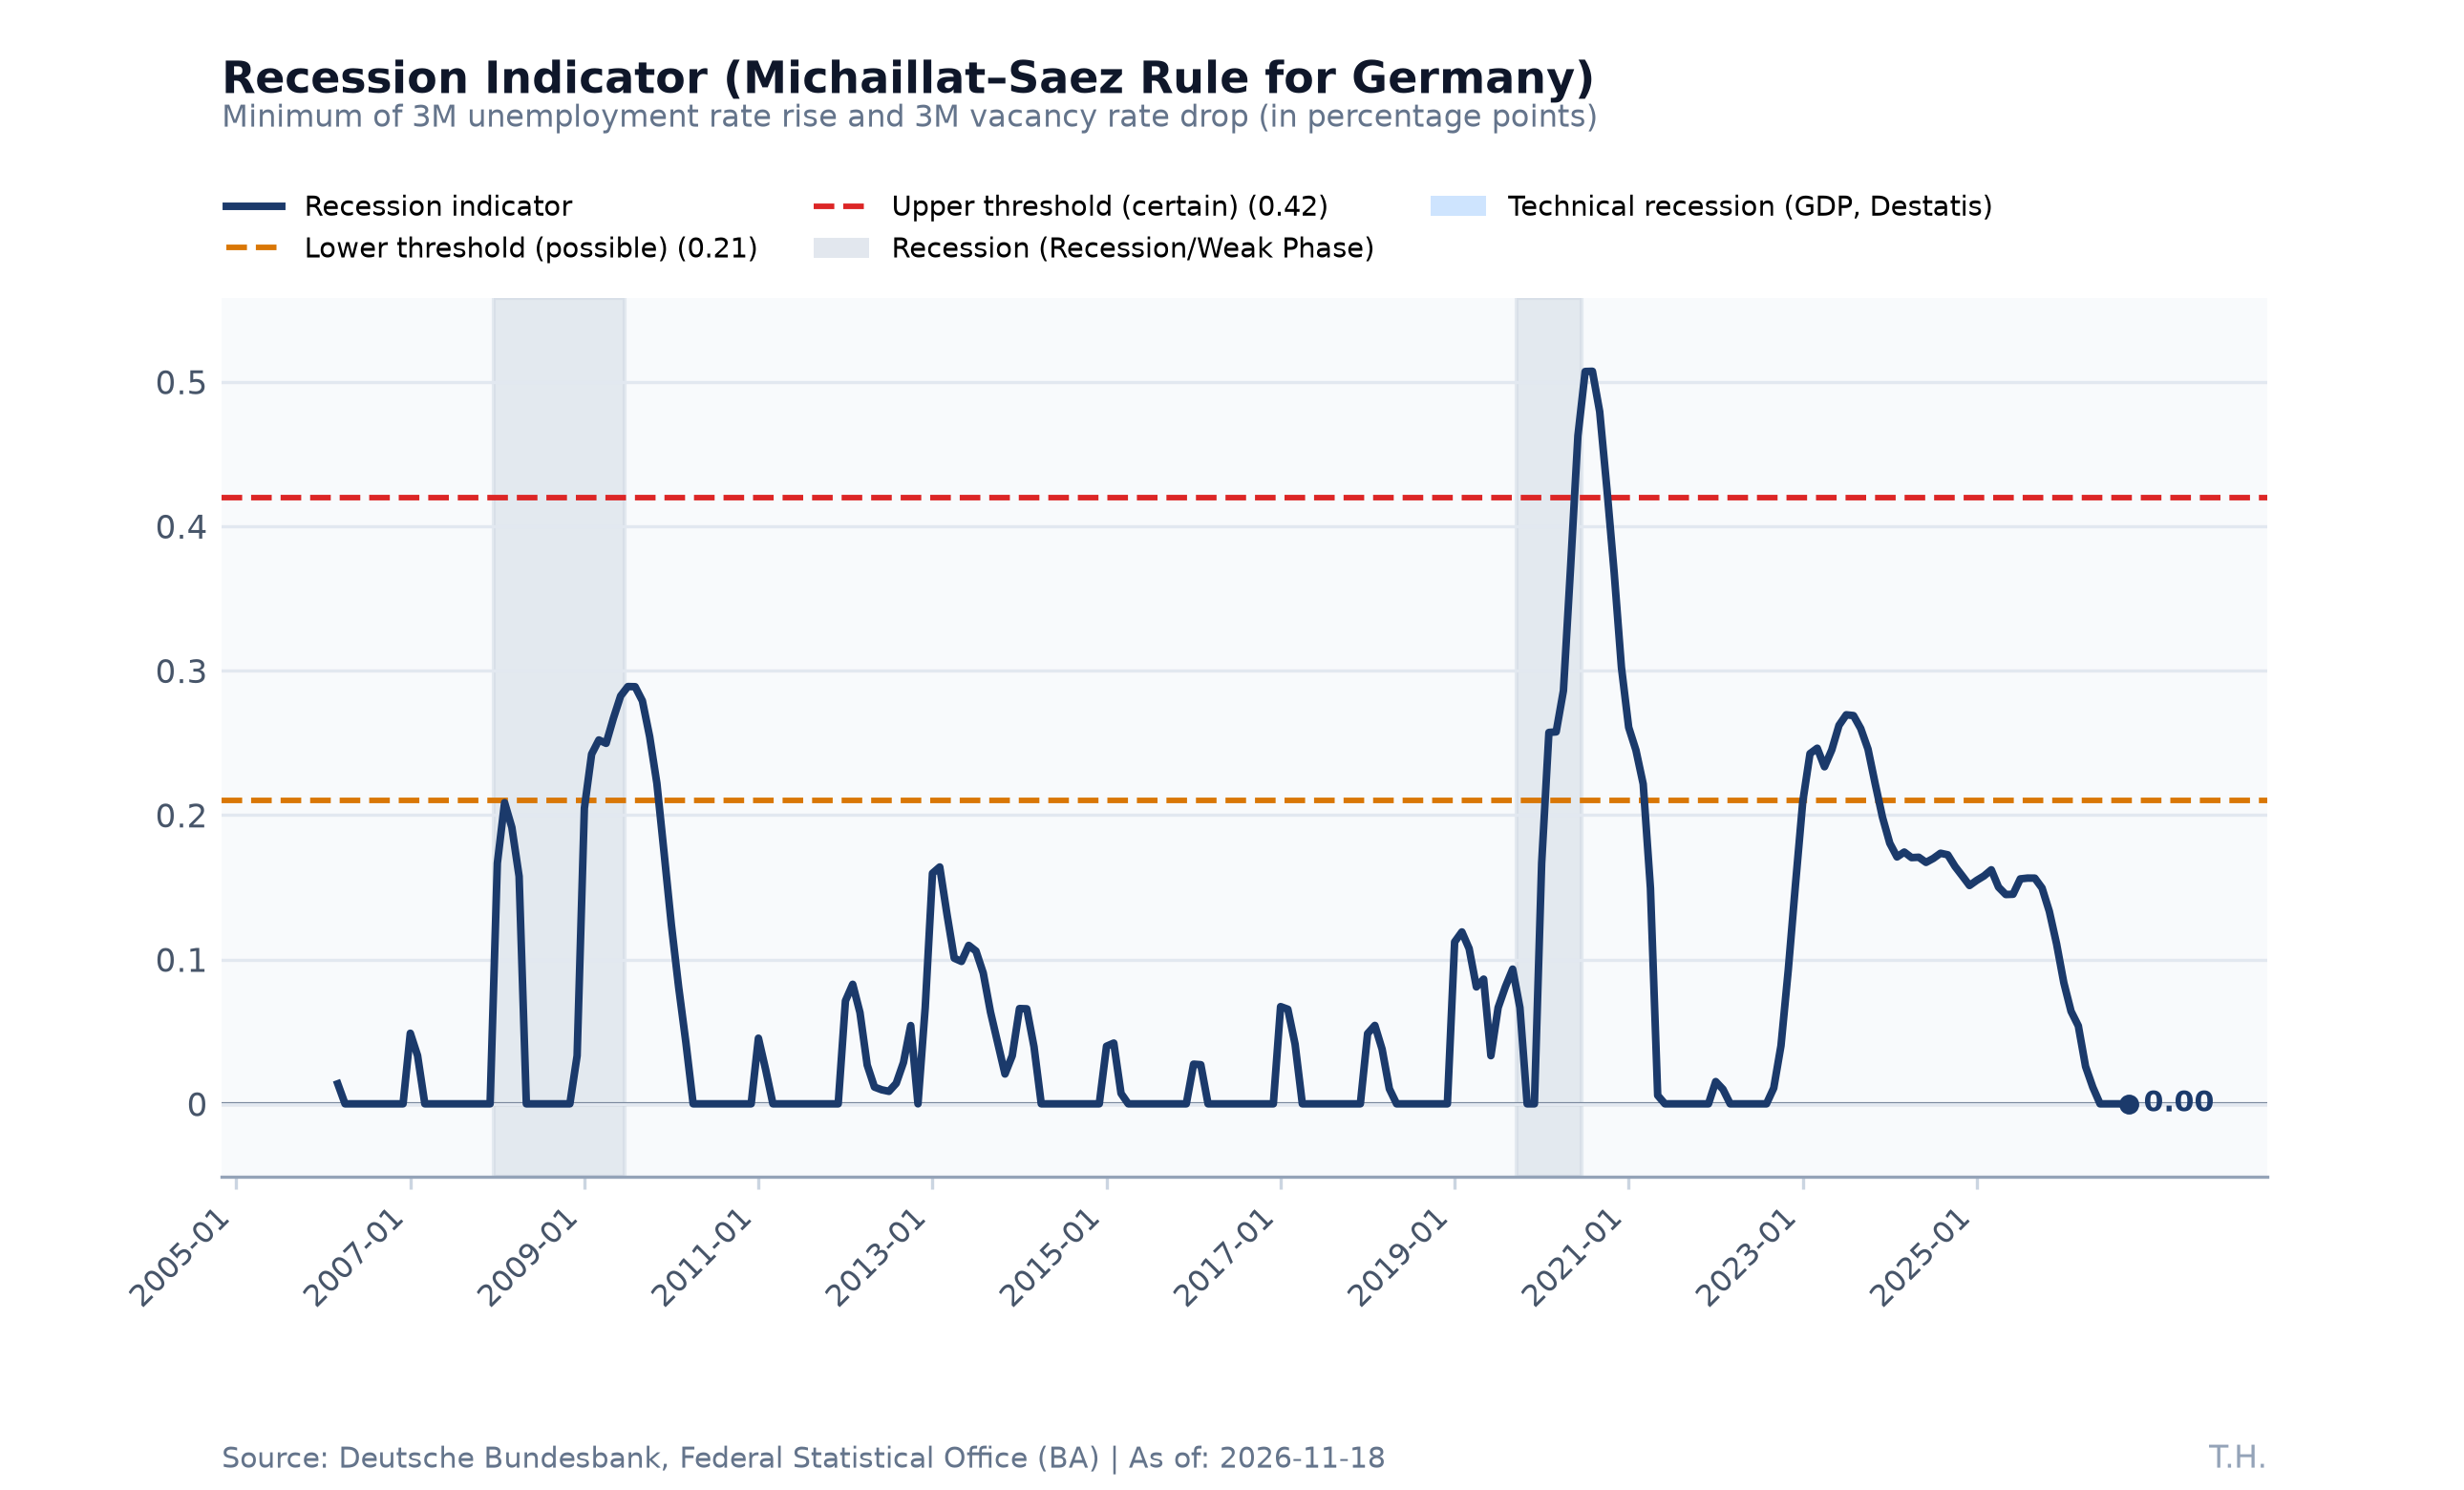 Recession Indicator (Michaillat–Saez Rule for Germany)
Minimum of 3M unemployment rate rise and 3M vacancy rate drop (in percentage points)
Recession indicator
Upper threshold (certain) (0.42)
Technical recession (GDP, Destatis)
Lower threshold (possible) (0.21)
Recession (Recession/Weak Phase)
0.5
0.4
0.3
0.2
0.1
0
0.00
2005-01
2007-01
2009-01
2011-01
2013-01
2015-01
2017-01
2019-01
2021-01
2023-01
2025-01
Source: Deutsche Bundesbank, Federal Statistical Office (BA) | As of: 2026-11-18
T.H.